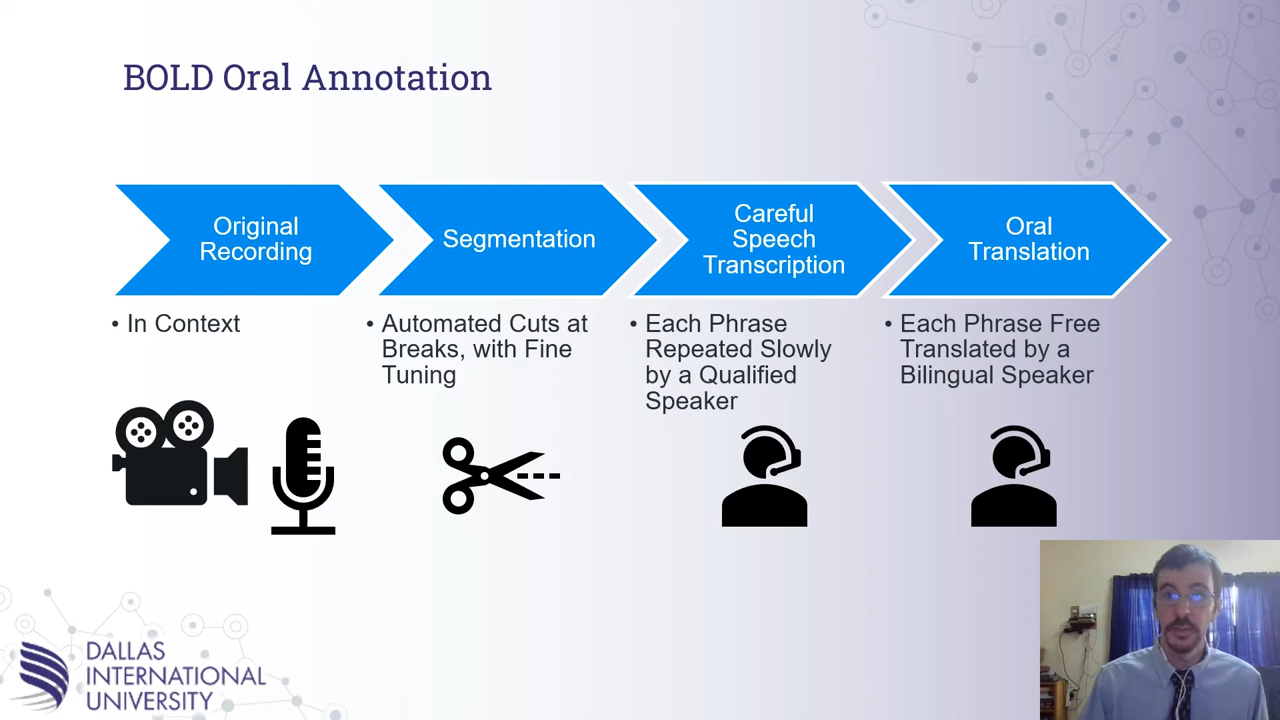 BOLD Oral Annotation
Original
Recording
Segmentation
Careful
Speech
Transcription
Oral
Translation
• In Context
• Automated Cuts at
Breaks, with Fine
Tuning
• Each Phrase
Repeated Slowly
by a Qualified
Speaker
• Each Phrase Free
Translated by a
Bilingual Speaker
DALLAS
INTERNATIONAL
UNIVERSITY